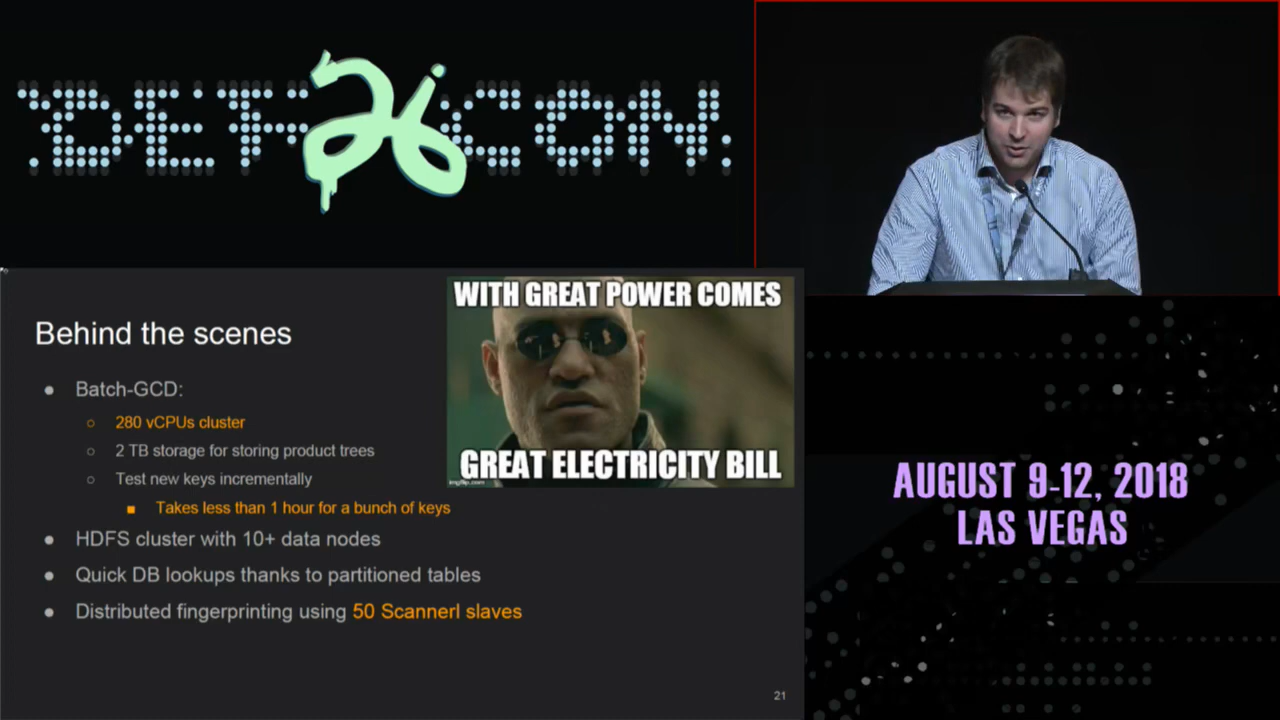 DEF 26 CON
WITH GREAT POWER COMES
GREAT ELECTRICITY BILL
imgflip.com
Behind the scenes
Batch-GCD:
280 vCPUs cluster
2 TB storage for storing product trees
Test new keys incrementally
Takes less than 1 hour for a bunch of keys
HDFS cluster with 10+ data nodes
Quick DB lookups thanks to partitioned tables
Distributed fingerprinting using 50 Scannerl slaves
21
AUGUST 9-12, 2018
LAS VEGAS